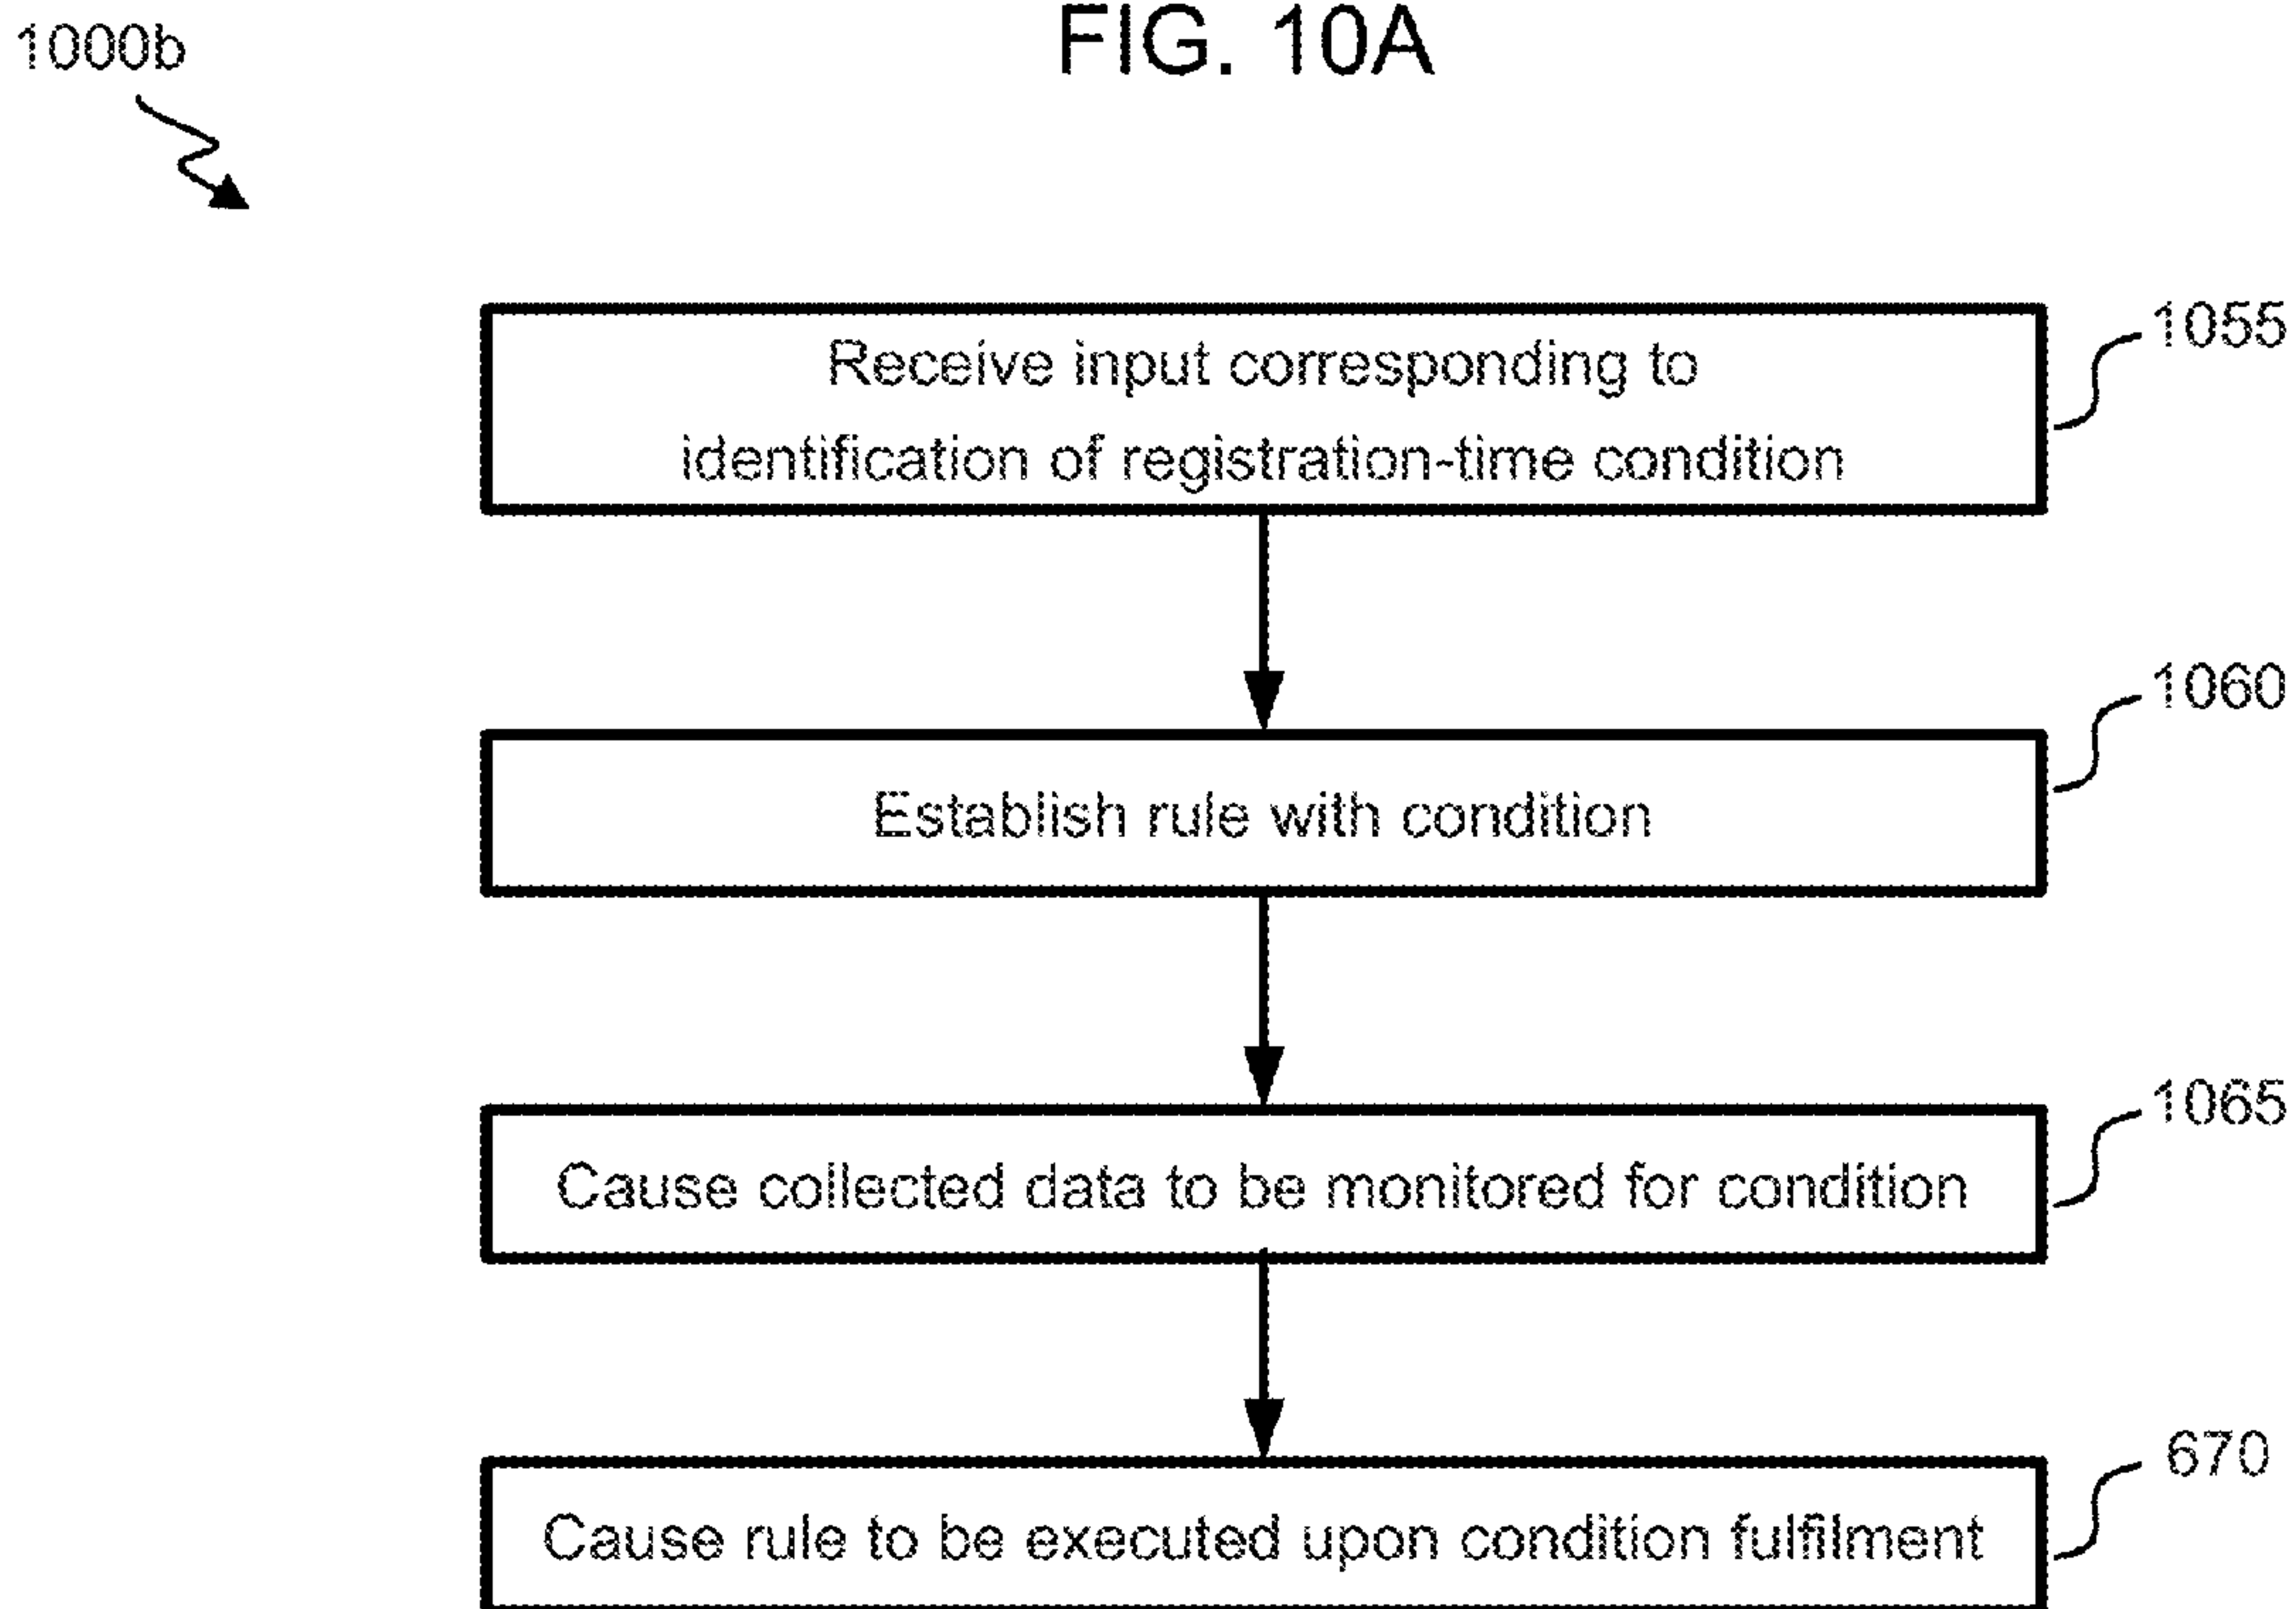 FIG. 10A
1000b
Receive input corresponding to
identification of registration-time condition
1055
Establish rule with condition
1060
Cause collected data to be monitored for condition
1065
Cause rule to be executed upon condition fulfilment
670